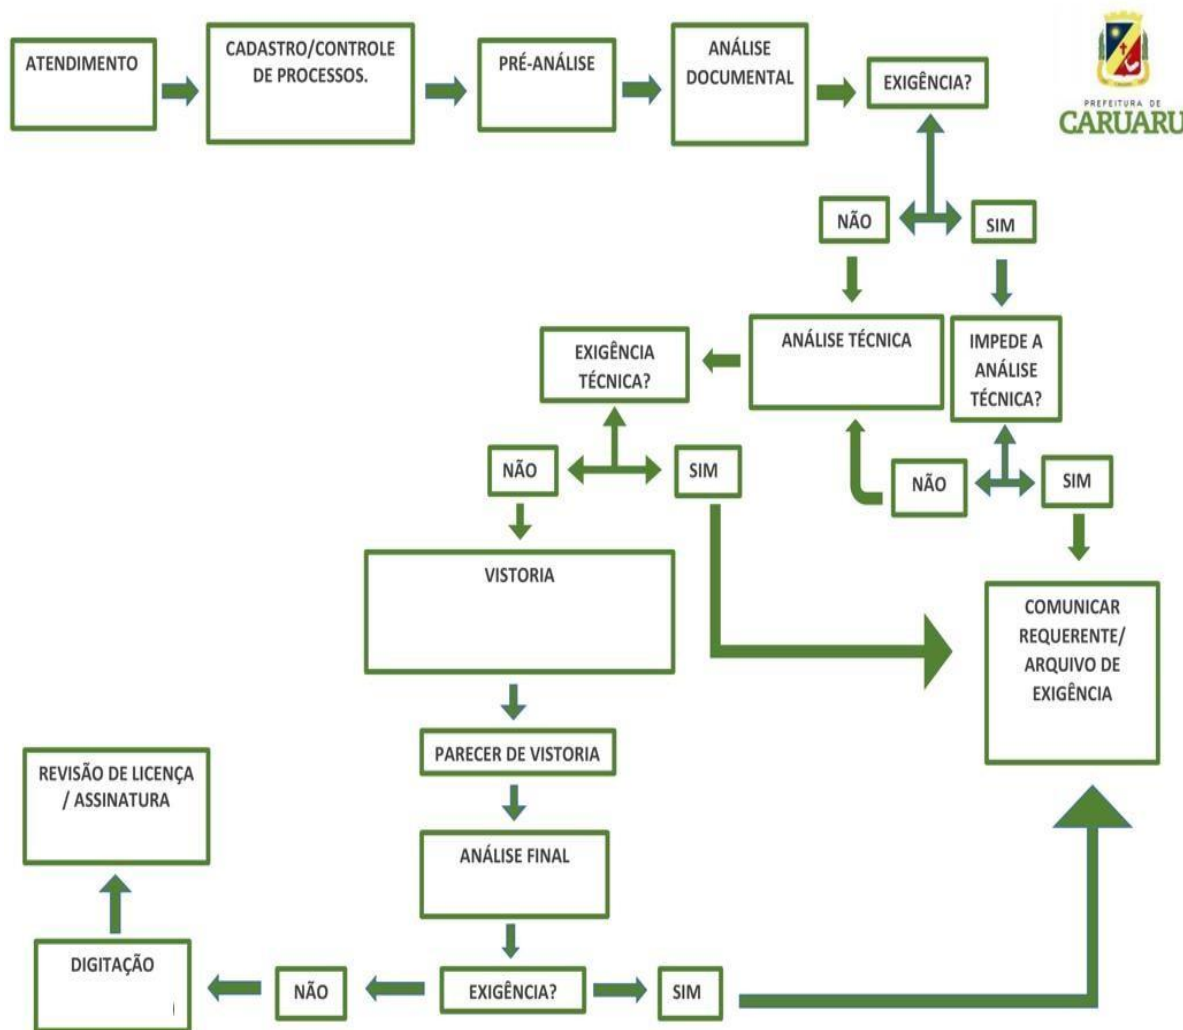 ATENDIMENTO
CADASTRO/CONTROLE
DE PROCESSOS.
PRÉ-ANÁLISE
ANÁLISE
DOCUMENTAL
EXIGÊNCIA?
PREFEITURA DE
CARUARU
NÃO
SIM
ANÁLISE TÉCNICA
IMPEDE A
ANÁLISE
TÉCNICA?
EXIGÊNCIA
TÉCNICA?
NÃO
SIM
NÃO
SIM
VISTORIA
COMUNICAR
REQUERENTE/
ARQUIVO DE
EXIGÊNCIA
PARECER DE VISTORIA
REVISÃO DE LICENÇA
/ ASSINATURA
ANÁLISE FINAL
DIGITAÇÃO
NÃO
EXIGÊNCIA?
SIM